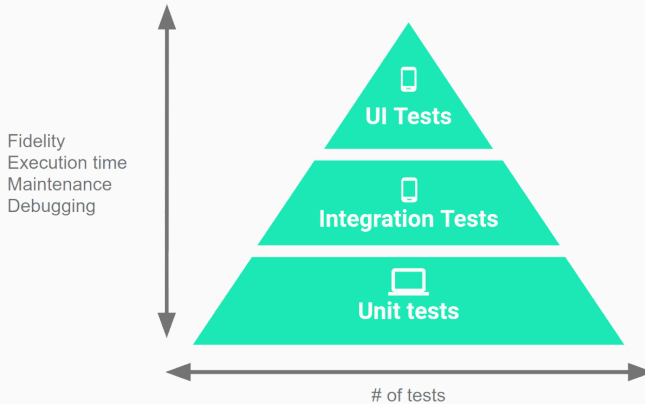 UI Tests
Fidelity
Execution time
Maintenance
Debugging
Integration Tests
Unit tests
# of tests